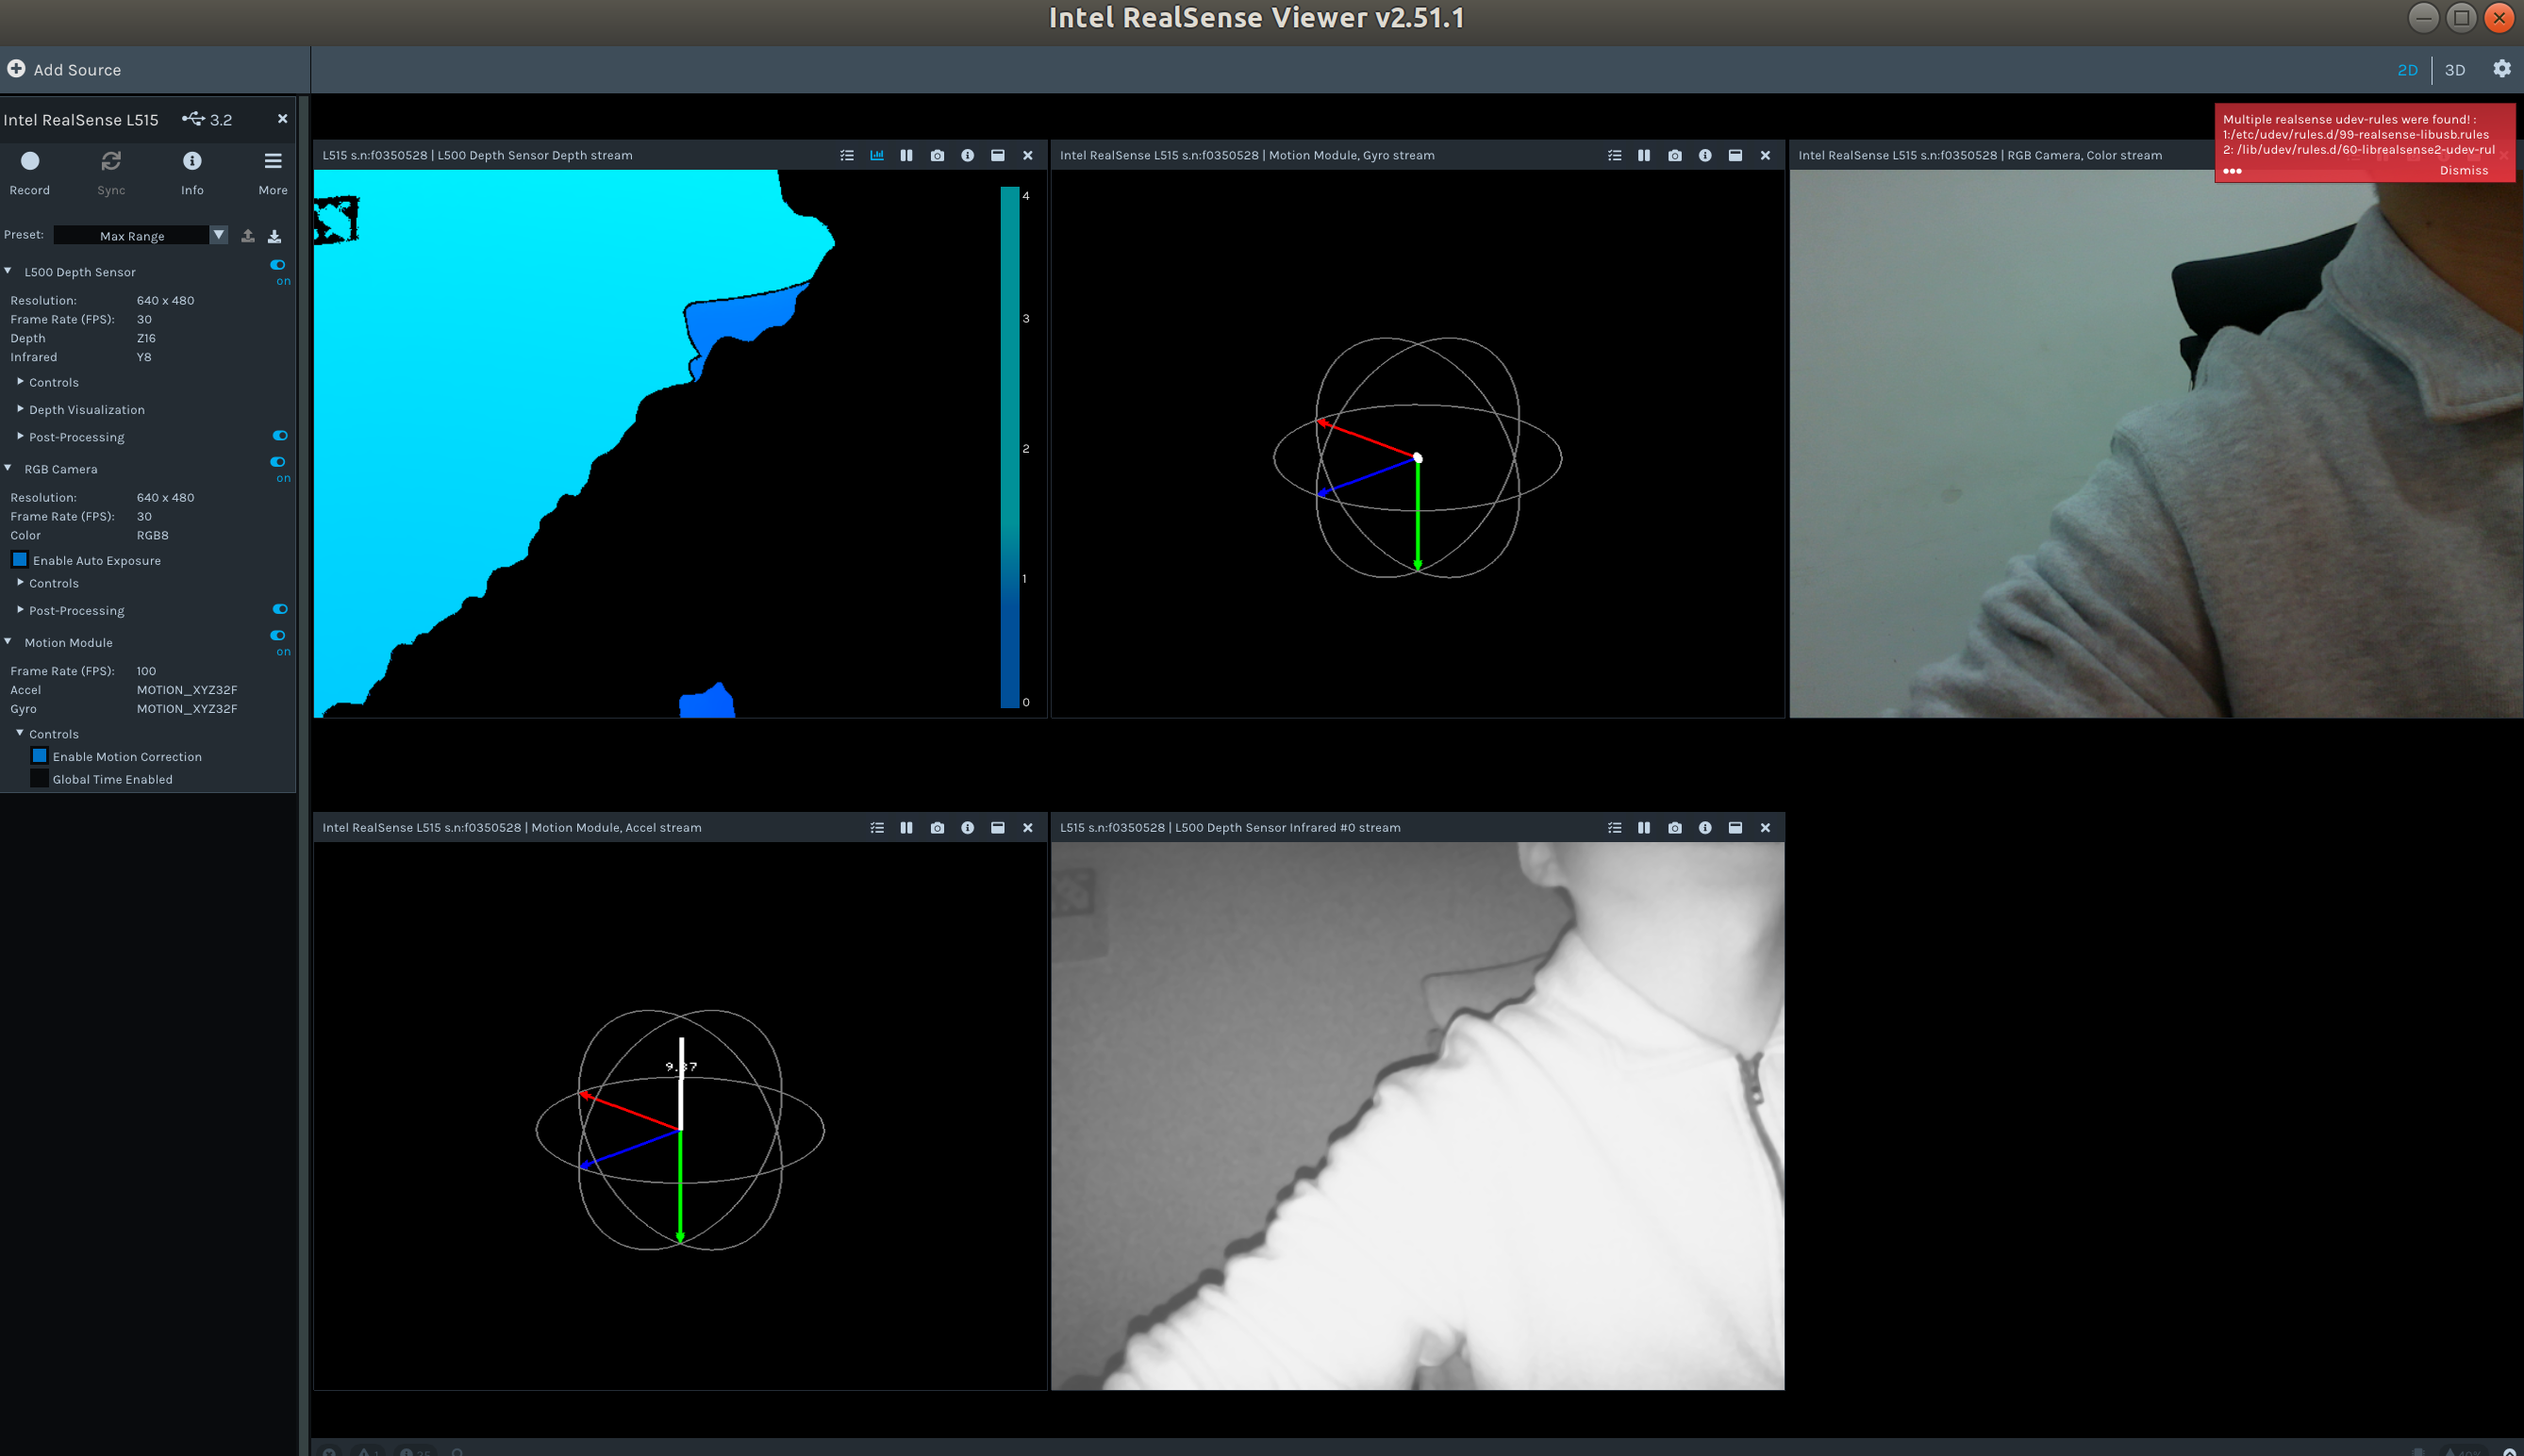 Intel RealSense Viewer v2.51.1
Add Source
2D
3D
Intel RealSense L515
3.2
Record
Sync
Info
More
Preset:
Max Range
L500 Depth Sensor
on
Resolution: 640 x 480
Frame Rate (FPS): 30
Depth Z16
Infrared Y8
Controls
Depth Visualization
Post-Processing
RGB Camera
on
Resolution: 640 x 480
Frame Rate (FPS): 30
Color RGB8
Enable Auto Exposure
Controls
Post-Processing
Motion Module
on
Frame Rate (FPS): 100
Accel MOTION_XYZ32F
Gyro MOTION_XYZ32F
Controls
Enable Motion Correction
Global Time Enabled
L515 s.n:f0350528 | L500 Depth Sensor Depth stream
4
3
2
1
0
Intel RealSense L515 s.n:f0350528 | Motion Module, Gyro stream
Intel RealSense L515 s.n:f0350528 | RGB Camera, Color stream
Multiple realsense udev-rules were found! :
1:/etc/udev/rules.d/99-realsense-libusb.rules
2: /lib/udev/rules.d/60-librealsense2-udev-rul
Dismiss
Intel RealSense L515 s.n:f0350528 | Motion Module, Accel stream
L515 s.n:f0350528 | L500 Depth Sensor Infrared #0 stream